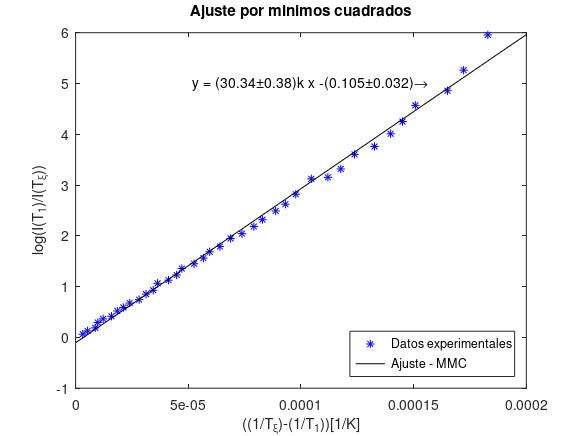 Ajuste por minimos cuadrados
6
5
4
3
2
1
0
-1
log(I(T₁)/I(Tξ))
y = (30.34±0.38)k x -(0.105±0.032)→
Datos experimentales
Ajuste - MMC
0 5e-05 0.0001 0.00015 0.0002
((1/Tξ)-(1/T₁))[1/K]